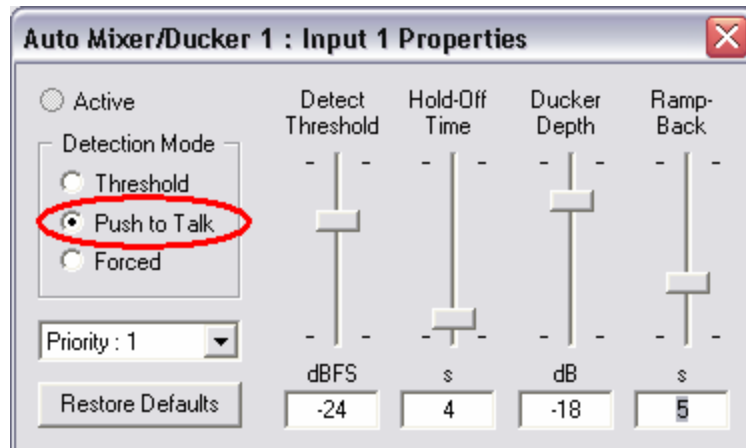 Auto Mixer/Ducker 1 : Input 1 Properties
Active
Detection Mode
Threshold
Push to Talk
Forced
Priority : 1
Restore Defaults
Detect
Threshold
Hold-Off
Time
Ducker
Depth
Ramp-
Back
dBFS
s
dB
s
-24
4
-18
5